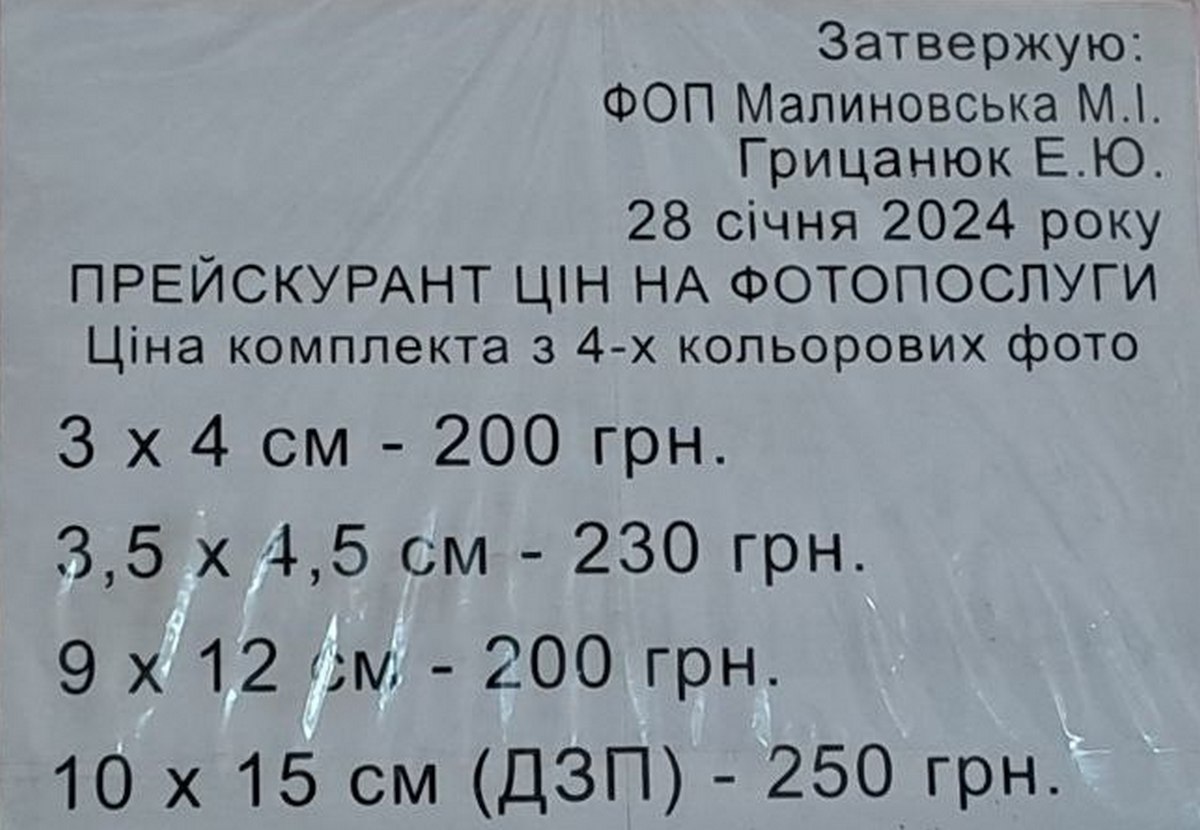 Затвержую:
ФОП Малиновська М.І.
Грицанюк Е.Ю.
28 січня 2024 року
ПРЕЙСКУРАНТ ЦІН НА ФОТОПОСЛУГИ
Ціна комплекта з 4-х кольорових фото
3 х 4 см - 200 грн.
3,5 х 4,5 см - 230 грн.
9 х 12 см - 200 грн.
10 х 15 см (ДЗП) - 250 грн.